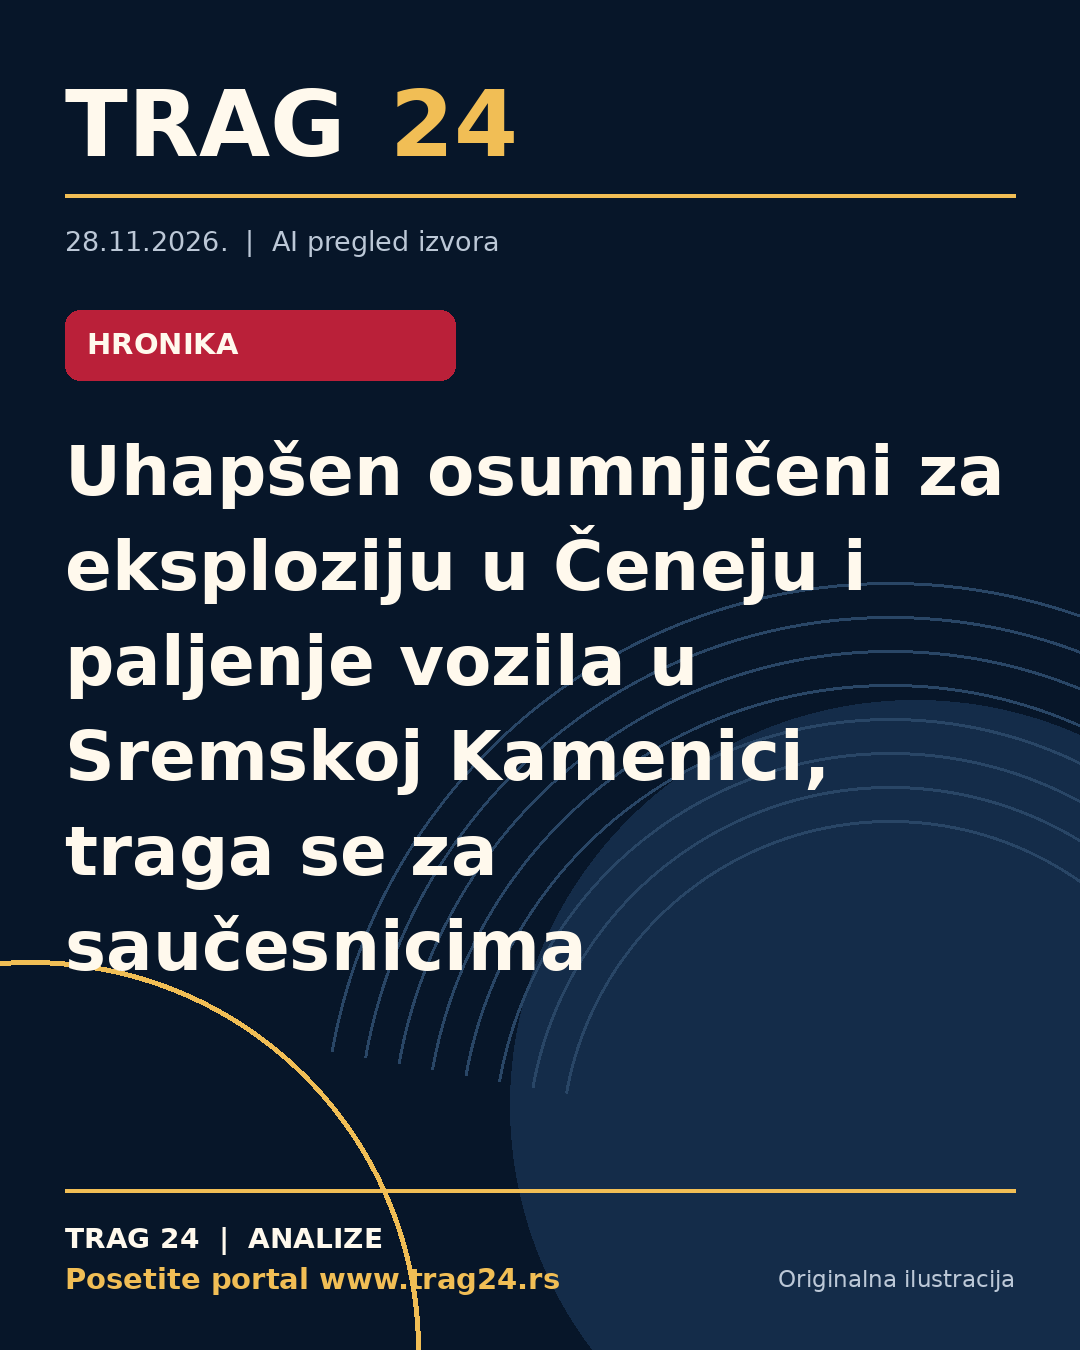 TRAG 24
28.11.2026. | AI pregled izvora
HRONIKA
Uhapšen osumnjičeni za
eksploziju u Čeneju i
paljenje vozila u
Sremskoj Kamenici,
traga se za
saučesnicima
TRAG 24 | ANALIZE
Posetite portal www.trag24.rs
Originalna ilustracija